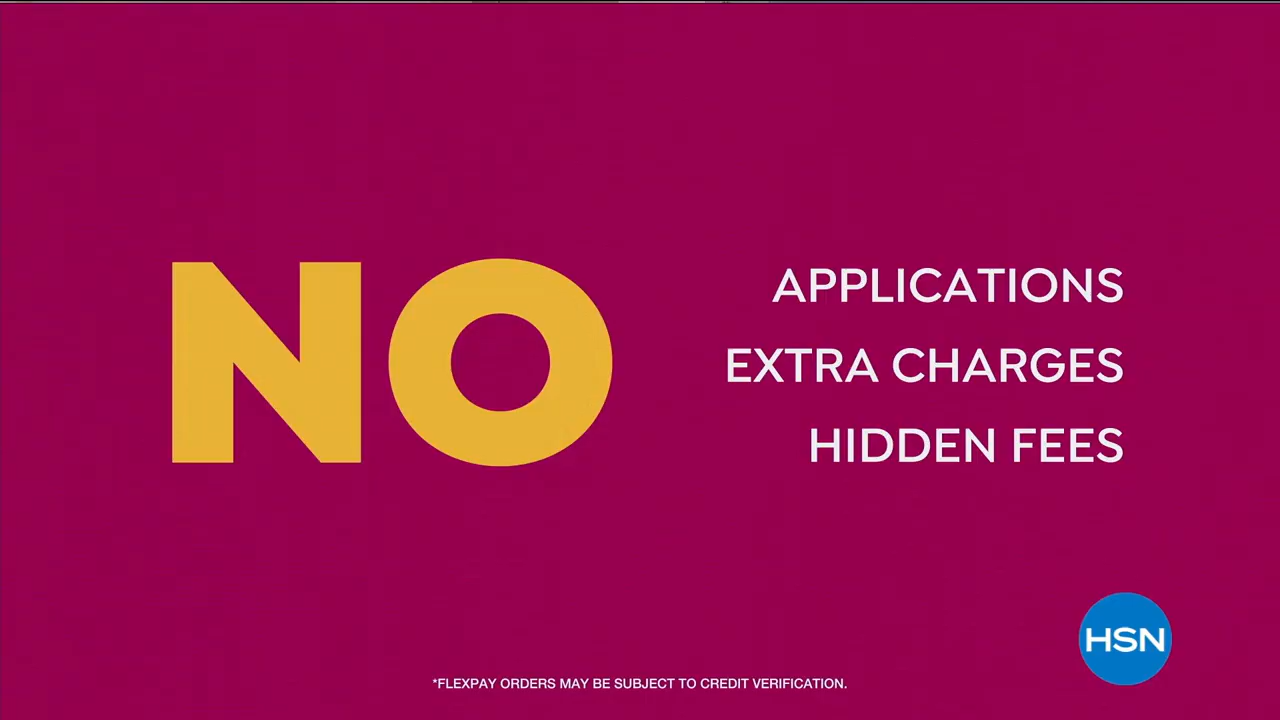 NO
APPLICATIONS
EXTRA CHARGES
HIDDEN FEES
HSN
*FLEXPAY ORDERS MAY BE SUBJECT TO CREDIT VERIFICATION.